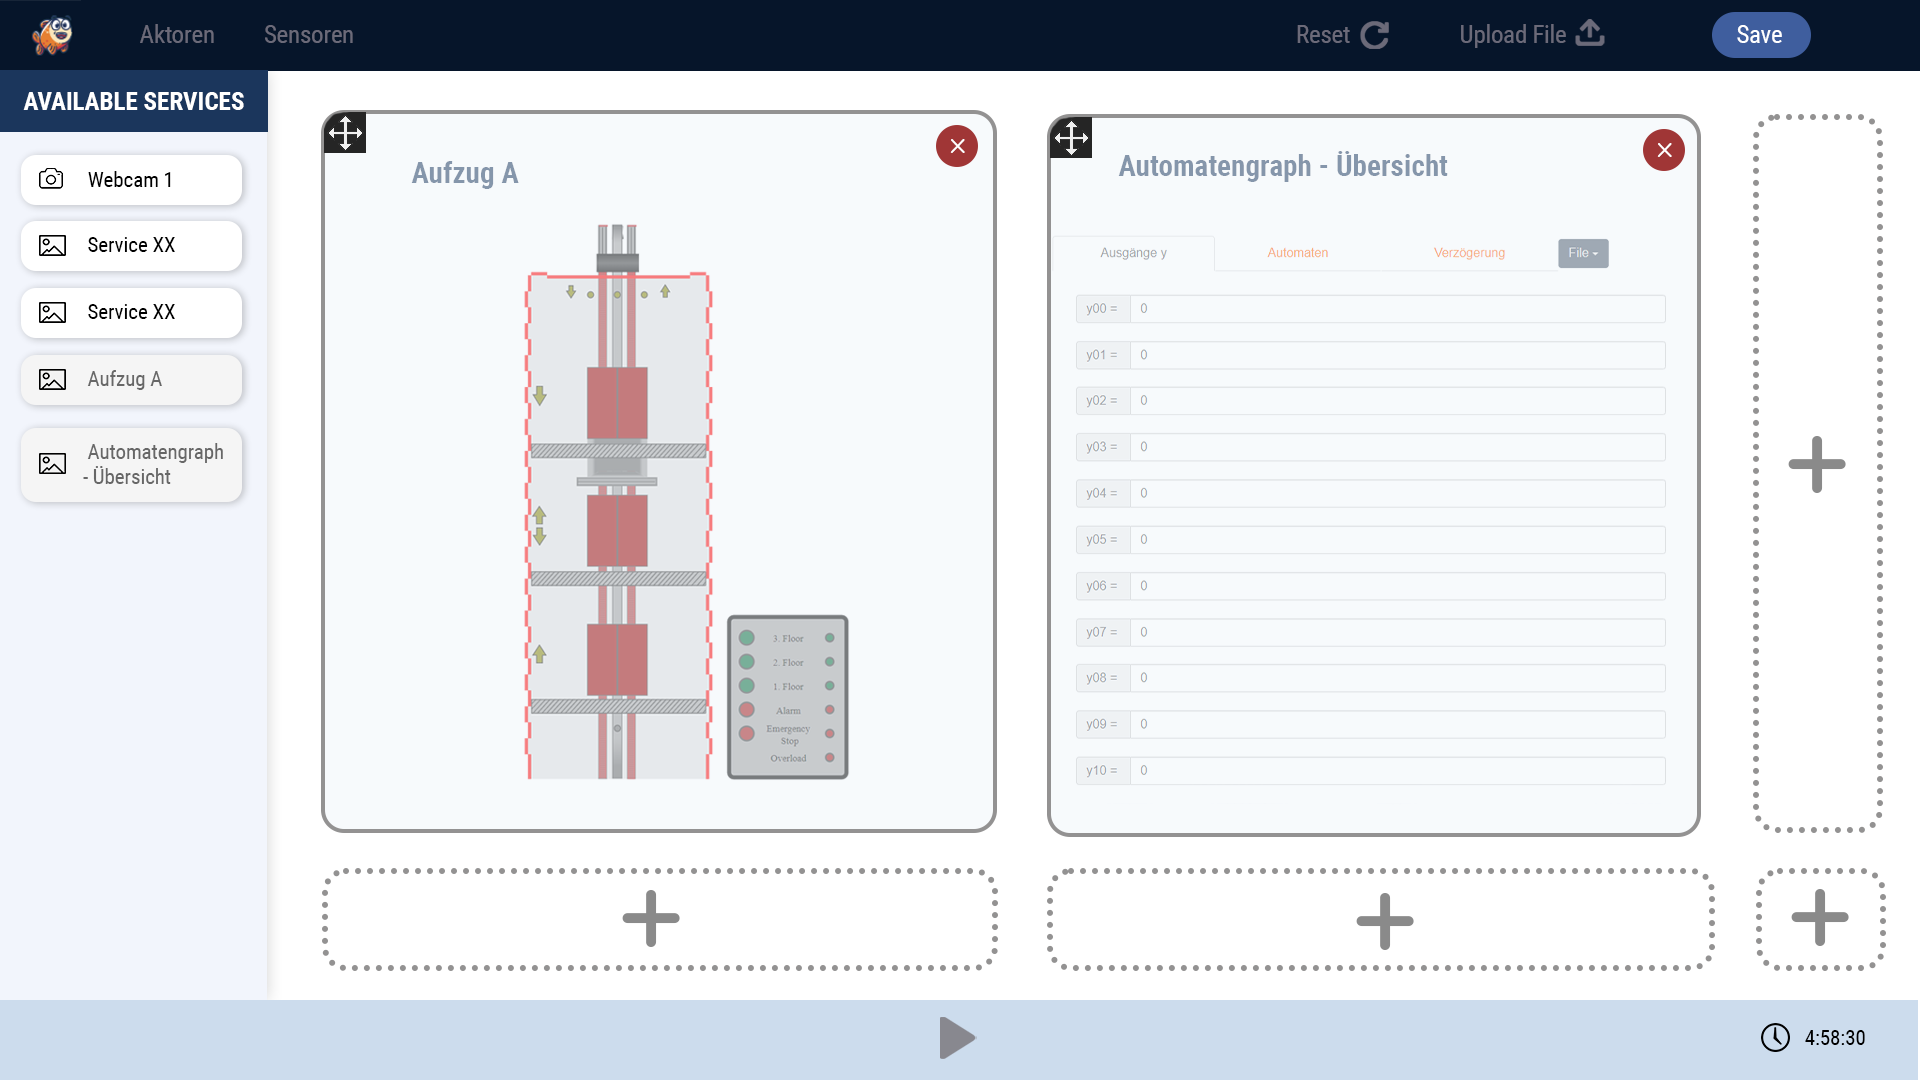 Aktoren
Sensoren
Reset
Upload File
Save
AVAILABLE SERVICES
Webcam 1
Service XX
Service XX
Aufzug A
Automatengraph
- Übersicht
Aufzug A
3. Floor
2. Floor
1. Floor
Alarm
Emergency
Stop
Overload
Automatengraph - Übersicht
Ausgänge y
Automaten
Verzögerung
File
y00 = 0
y01 = 0
y02 = 0
y03 = 0
y04 = 0
y05 = 0
y06 = 0
y07 = 0
y08 = 0
y09 = 0
y10 = 0
4:58:30